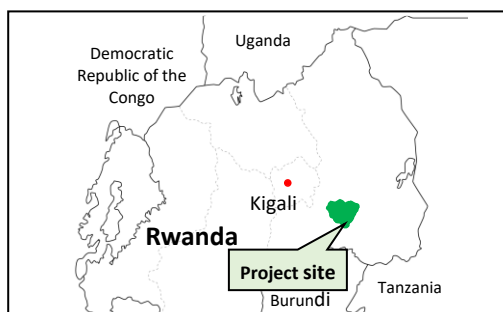 Uganda
Democratic
Republic of the
Congo
Kigali
Rwanda
Project site
Burundi
Tanzania